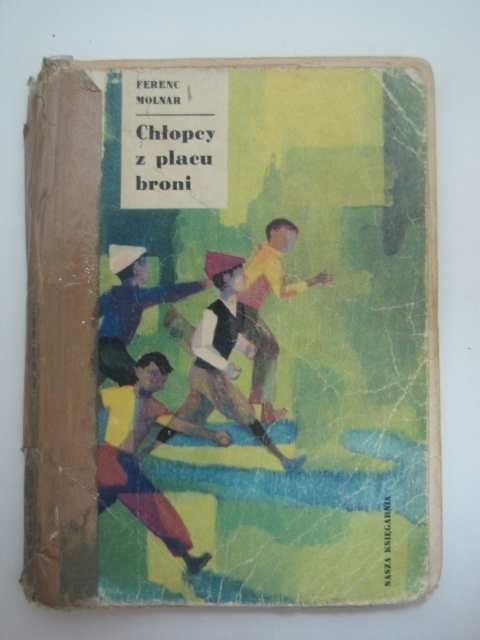 FERENC
MOLNAR
Chłopcy
z placu
broni
NASZA KSIĘGARNIA